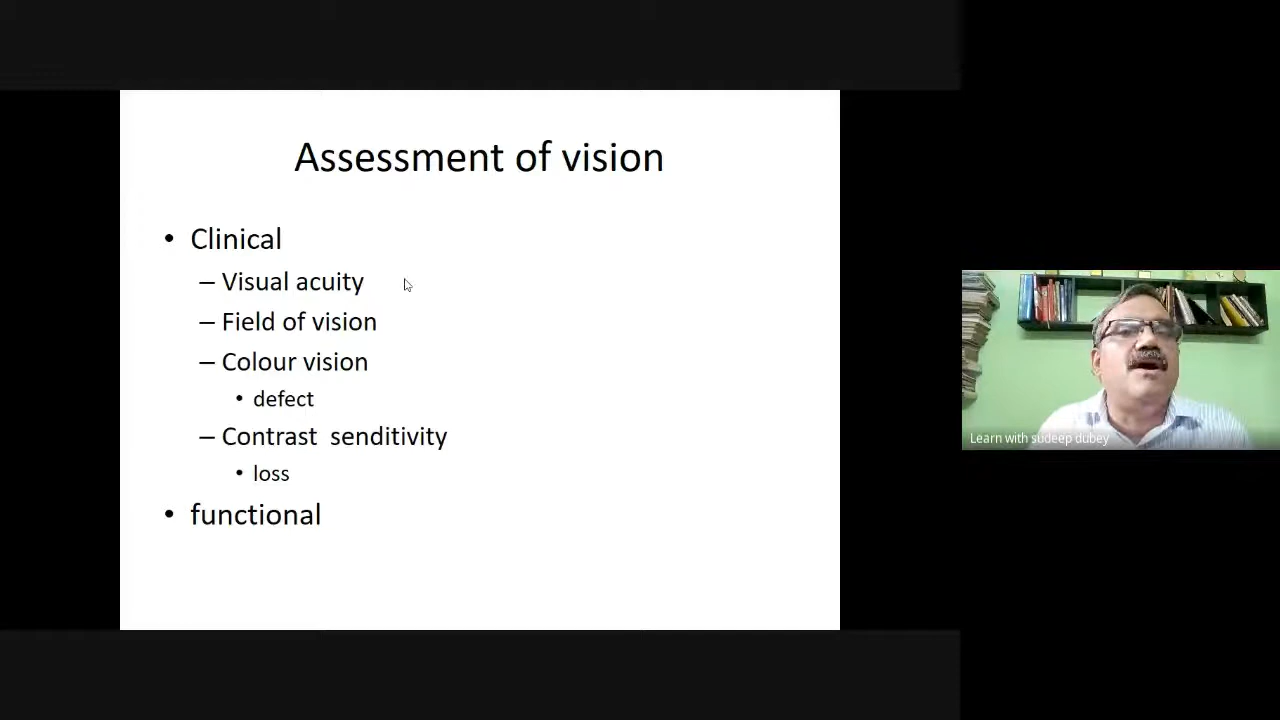 Assessment of vision
• Clinical
– Visual acuity
– Field of vision
– Colour vision
• defect
– Contrast senditivity
• loss
• functional
Learn with sudeep dubey